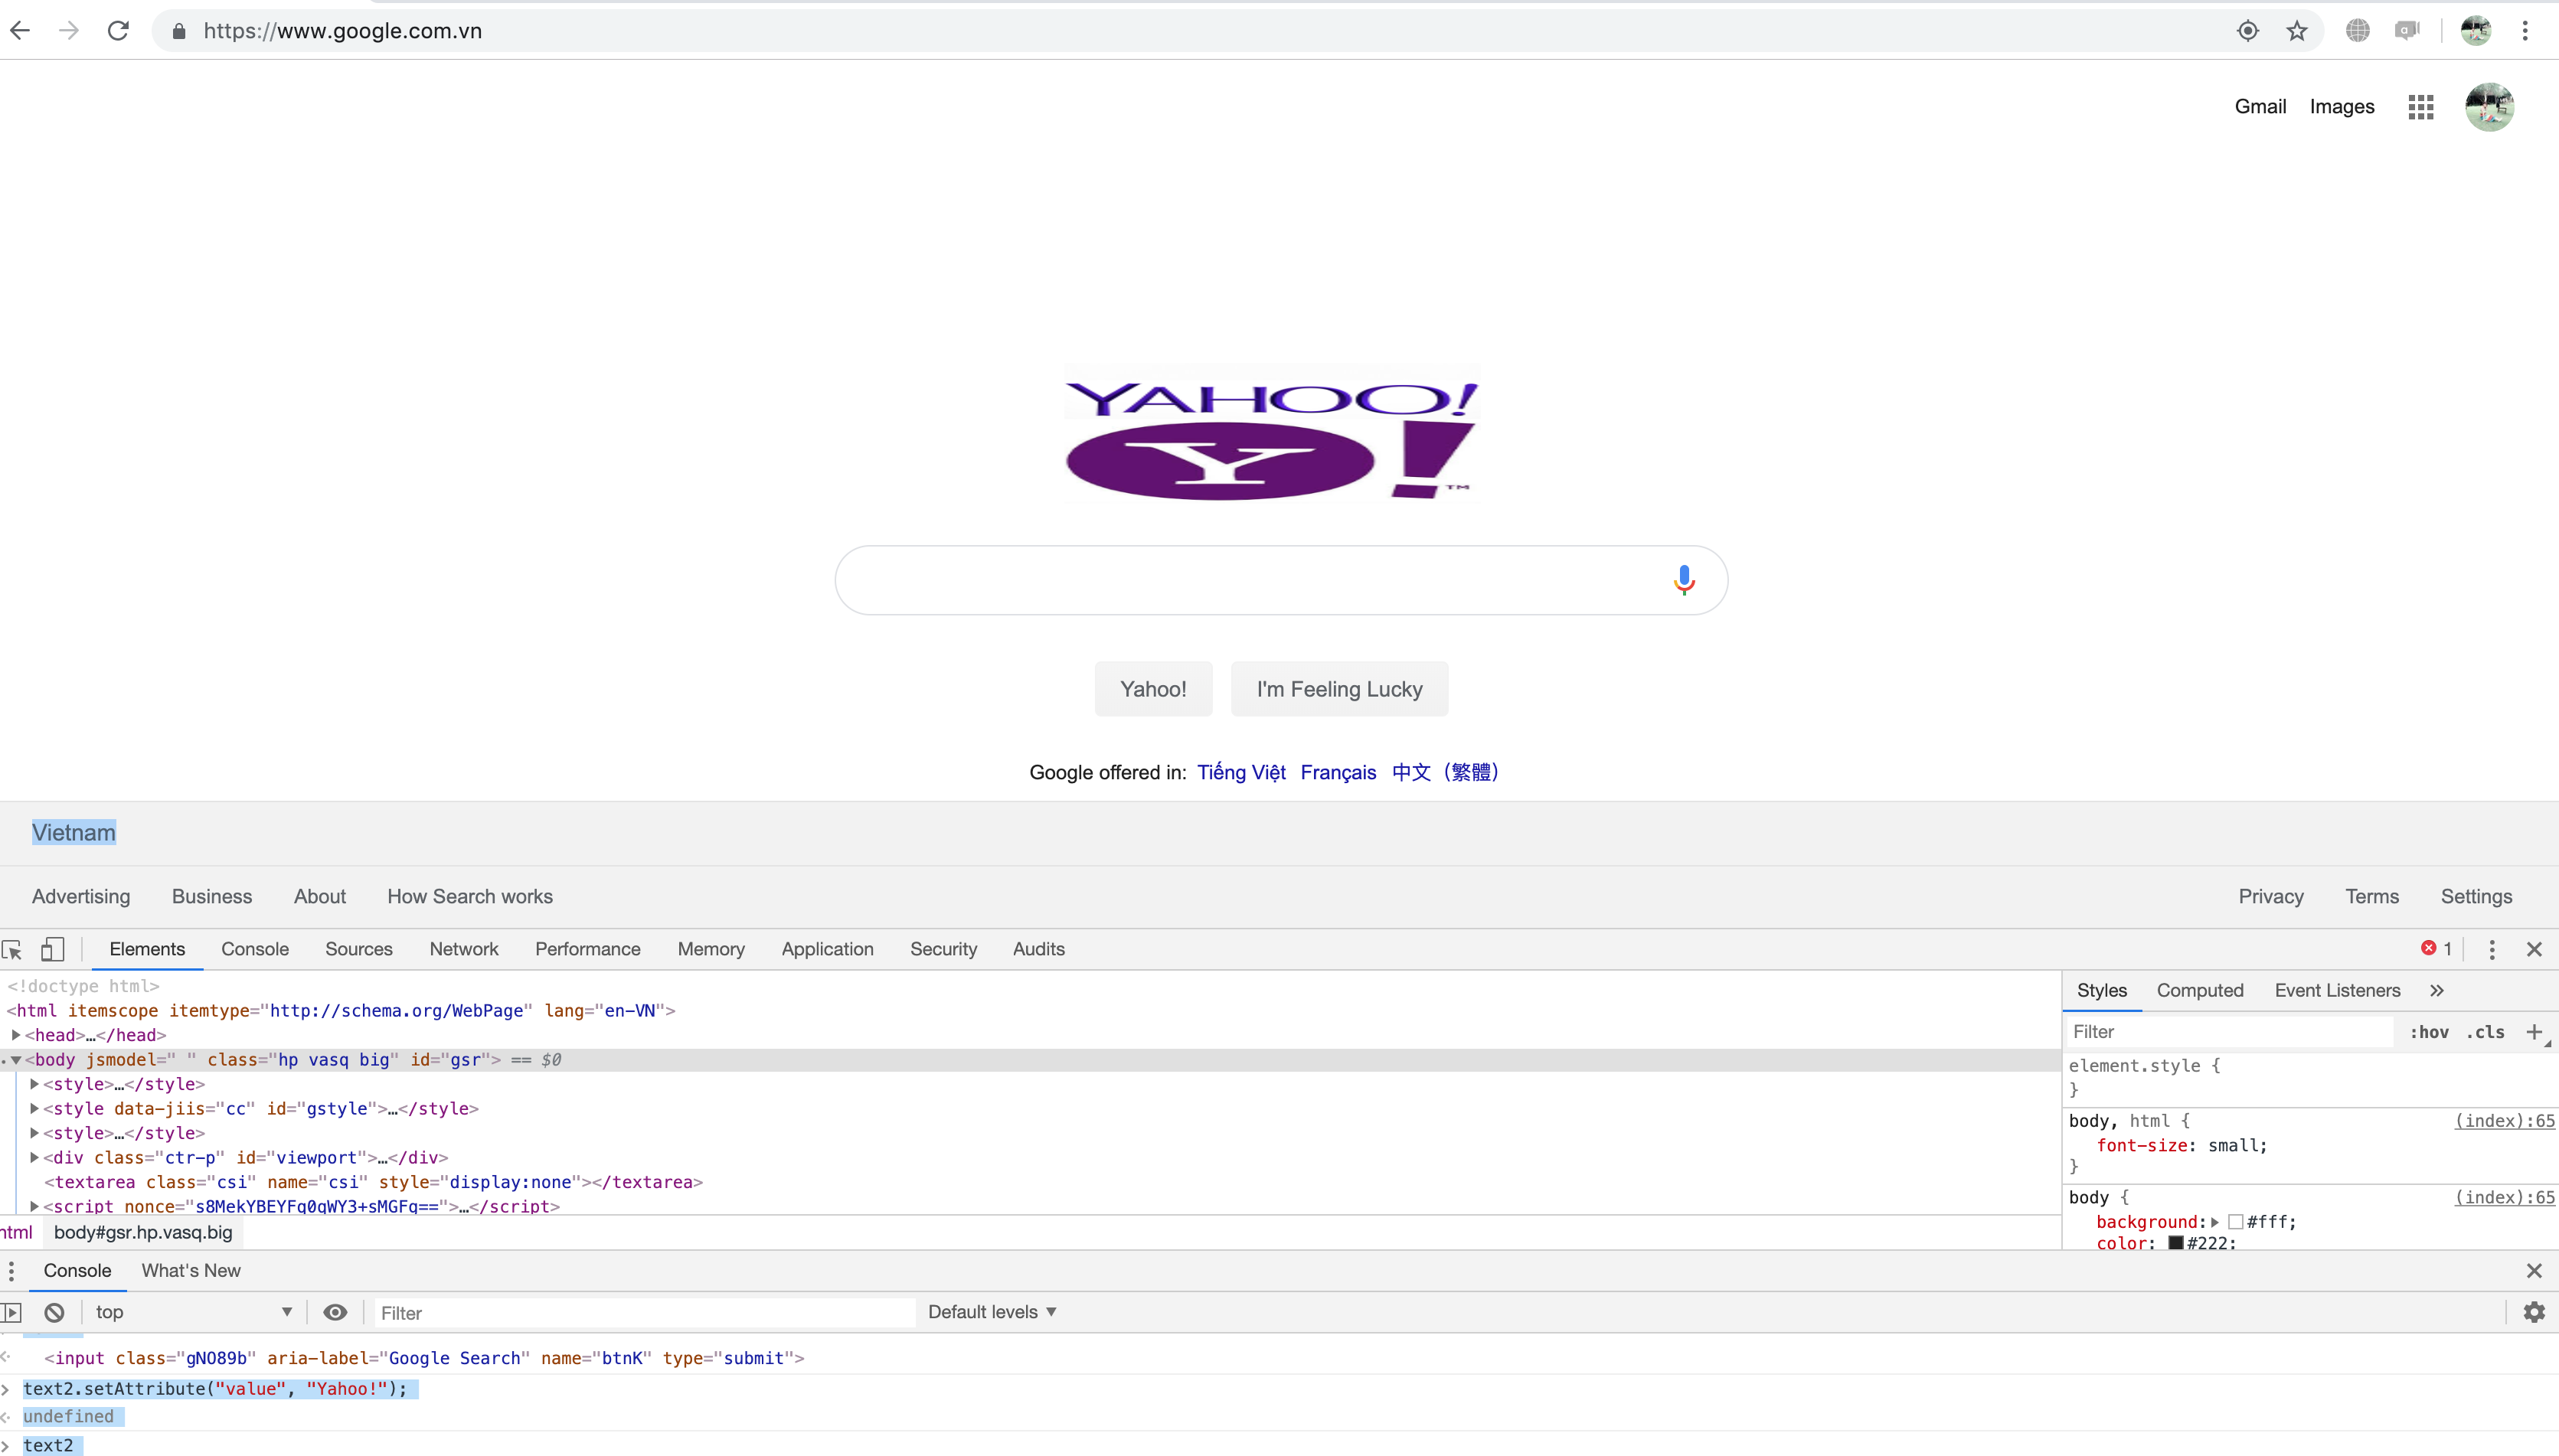 https://www.google.com.vn
Gmail Images
YAHOO!
Y!™
Yahoo! I'm Feeling Lucky
Google offered in: Tiếng Việt Français 中文（繁體）
Vietnam
Advertising Business About How Search works Privacy Terms Settings
Elements Console Sources Network Performance Memory Application Security Audits 1
<!doctype html>
<html itemscope itemtype="http://schema.org/WebPage" lang="en-VN">
<head>…</head>
<body jsmodel=" " class="hp vasq big" id="gsr"> == $0
<style>…</style>
<style data-jiis="cc" id="gstyle">…</style>
<style>…</style>
<div class="ctr-p" id="viewport">…</div>
<textarea class="csi" name="csi" style="display:none"></textarea>
<script nonce="s8MekYBEYFq0qWY3+sMGFg==">…</script>
html body#gsr.hp.vasq.big
Styles Computed Event Listeners »
Filter :hov .cls +
element.style {
}
body, html { (index):65
font-size: small;
}
body { (index):65
background: #fff;
color: #222;
Console What's New
top Filter Default levels
<input class="gNO89b" aria-label="Google Search" name="btnK" type="submit">
text2.setAttribute("value", "Yahoo!");
undefined
text2